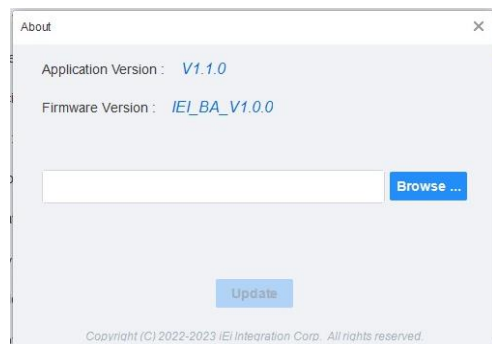 About
Application Version : V1.1.0
Firmware Version : IEI_BA_V1.0.0
Browse ...
Update
Copyright (C) 2022-2023 iEi Integration Corp. All rights reserved.